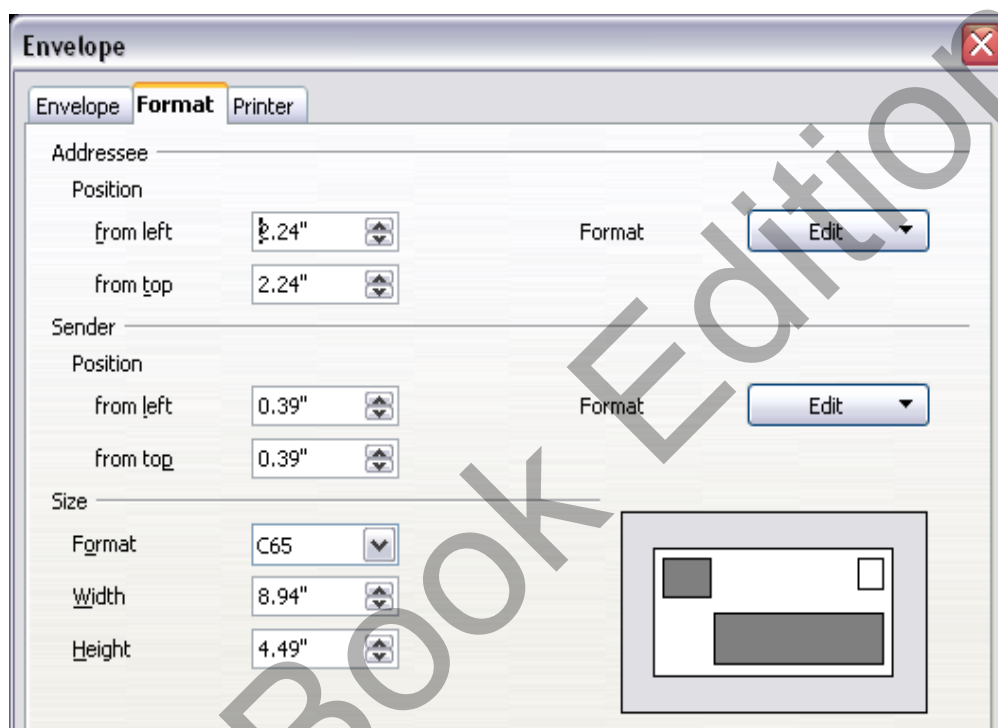 Envelope
Envelope Format Printer
Addressee
Position
from left 2.24" Format Edit
from top 2.24"
Sender
Position
from left 0.39" Format Edit
from top 0.39"
Size
Format C65
Width 8.94"
Height 4.49"
Book Edition